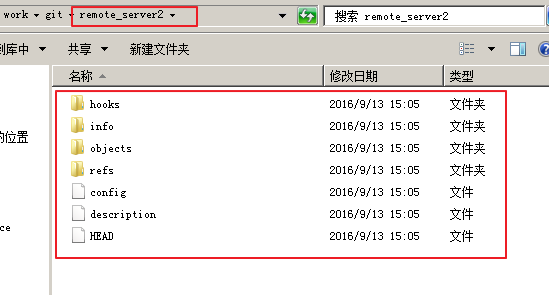 work ▸ git ▸ remote_server2 ▾
搜索 remote_server2
到库中 ▾ 共享 ▾ 新建文件夹
名称 修改日期 类型
hooks 2016/9/13 15:05 文件夹
info 2016/9/13 15:05 文件夹
的位置
objects 2016/9/13 15:05 文件夹
refs 2016/9/13 15:05 文件夹
config 2016/9/13 15:05 文件
description 2016/9/13 15:05 文件
ce
HEAD 2016/9/13 15:05 文件